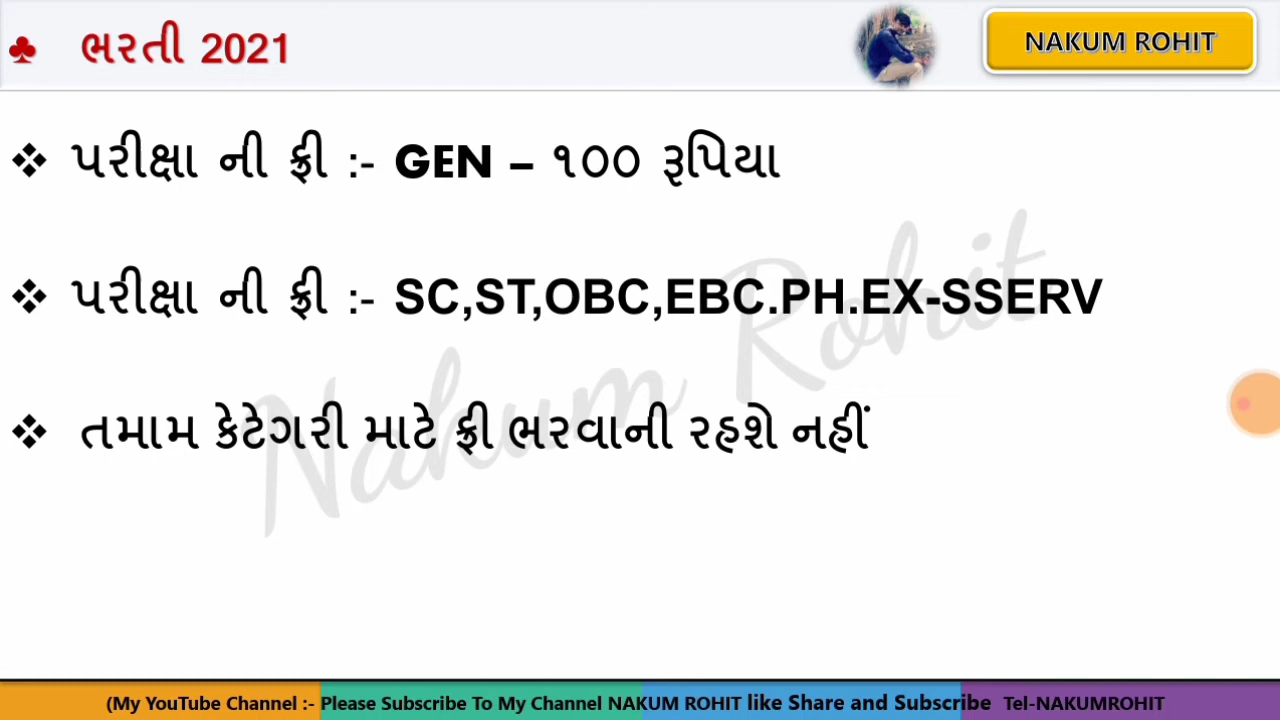 ♣ ભરતી 2021
NAKUM ROHIT
❖ પરીક્ષા ની ફ્રી :- GEN – ૧૦૦ રૂપિયા
❖ પરીક્ષા ની ફ્રી :- SC,ST,OBC,EBC.PH.EX-SSERV
❖ તમામ કેટેગરી માટે ફ્રી ભરવાની રહશે નહીં
Nakum Rohit
(My YouTube Channel :- Please Subscribe To My Channel NAKUM ROHIT like Share and Subscribe Tel-NAKUMROHIT